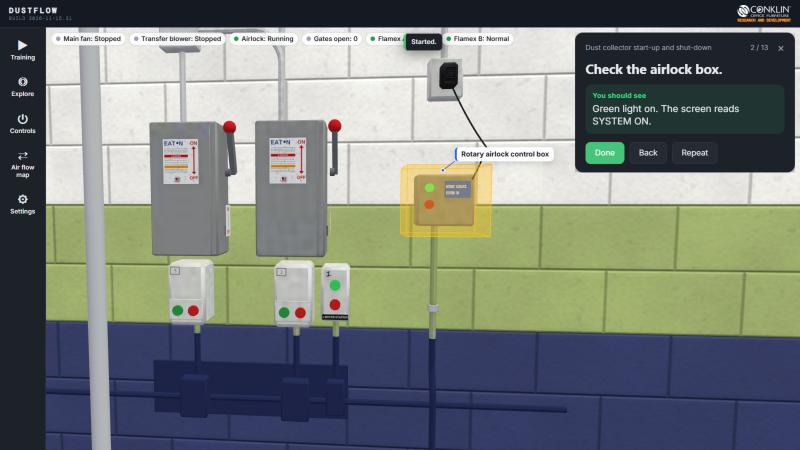 DUSTFLOW
BUILD 2026-11-15.21
CONKLIN
OFFICE FURNITURE
RESEARCH AND DEVELOPMENT
Main fan: Stopped
Transfer blower: Stopped
Airlock: Running
Gates open: 0
Flamex
Started.
Flamex B: Normal
Training
Explore
Controls
Air flow
map
Settings
Dust collector start-up and shut-down
2 / 13
Check the airlock box.
You should see
Green light on. The screen reads
SYSTEM ON.
Done
Back
Repeat
Rotary airlock control box
EATON
ON
OFF
EATON
ON
OFF
1
2
1